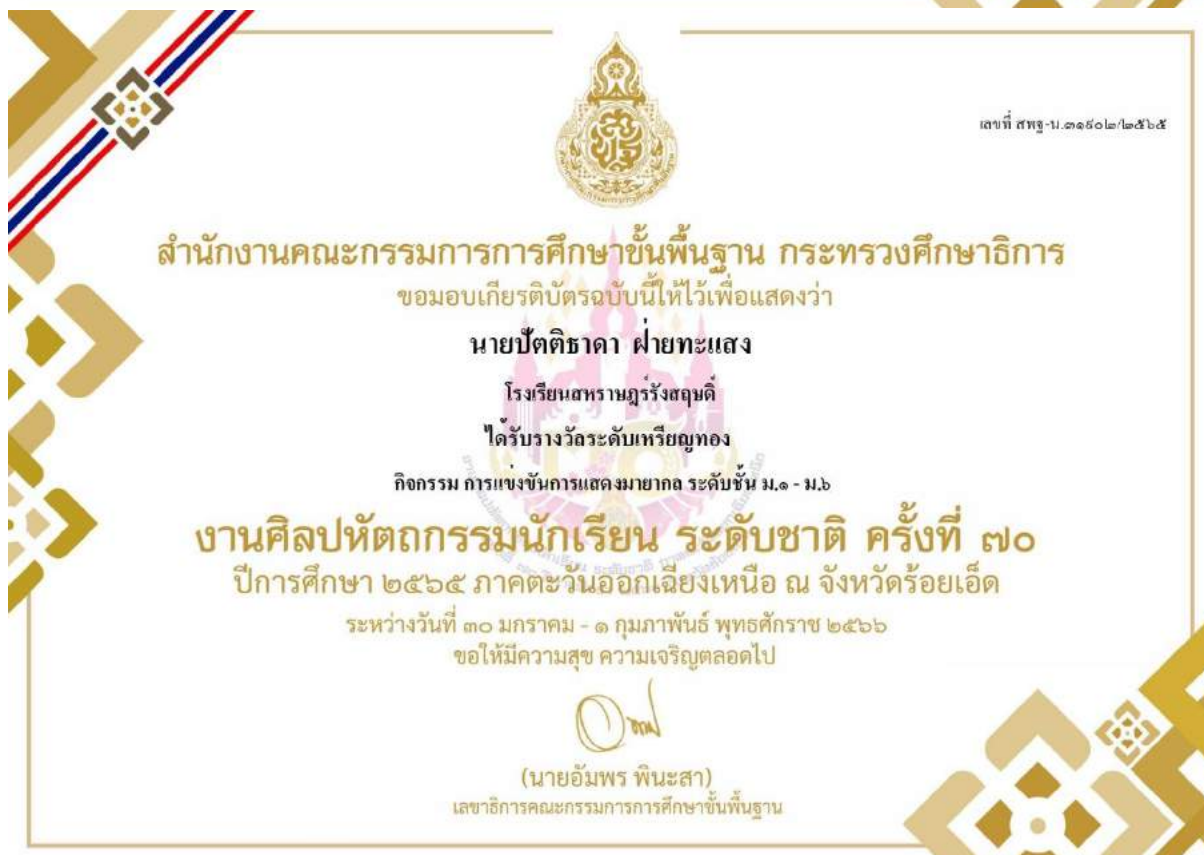 เลขที่ สพฐ-น.๓๑๙๐๒/๒๕๖๕
สำนักงานคณะกรรมการการศึกษาขั้นพื้นฐาน กระทรวงศึกษาธิการ
ขอมอบเกียรติบัตรฉบับนี้ให้ไว้เพื่อแสดงว่า
นายปัตติธาดา ฝ่ายทะแสง
โรงเรียนสหราษฎร์รังสฤษดิ์
ได้รับรางวัลระดับเหรียญทอง
กิจกรรม การแข่งขันการแสดงมายากล ระดับชั้น ม.๑ - ม.๖
งานศิลปหัตถกรรมนักเรียน ระดับชาติ ครั้งที่ ๗๐
ปีการศึกษา ๒๕๖๕ ภาคตะวันออกเฉียงเหนือ ณ จังหวัดร้อยเอ็ด
ระหว่างวันที่ ๓๐ มกราคม - ๑ กุมภาพันธ์ พุทธศักราช ๒๕๖๖
ขอให้มีความสุข ความเจริญตลอดไป
(นายอัมพร พินะสา)
เลขาธิการคณะกรรมการการศึกษาขั้นพื้นฐาน